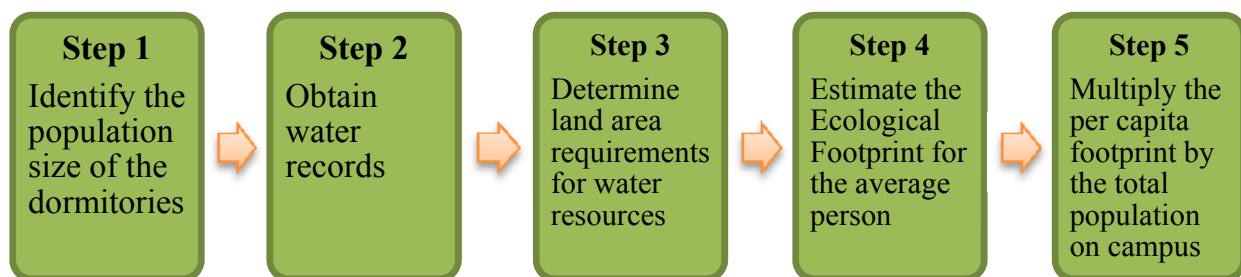 Step 1
Identify the
population
size of the
dormitories
Step 2
Obtain
water
records
Step 3
Determine
land area
requirements
for water
resources
Step 4
Estimate the
Ecological
Footprint for
the average
person
Step 5
Multiply the
per capita
footprint by
the total
population
on campus